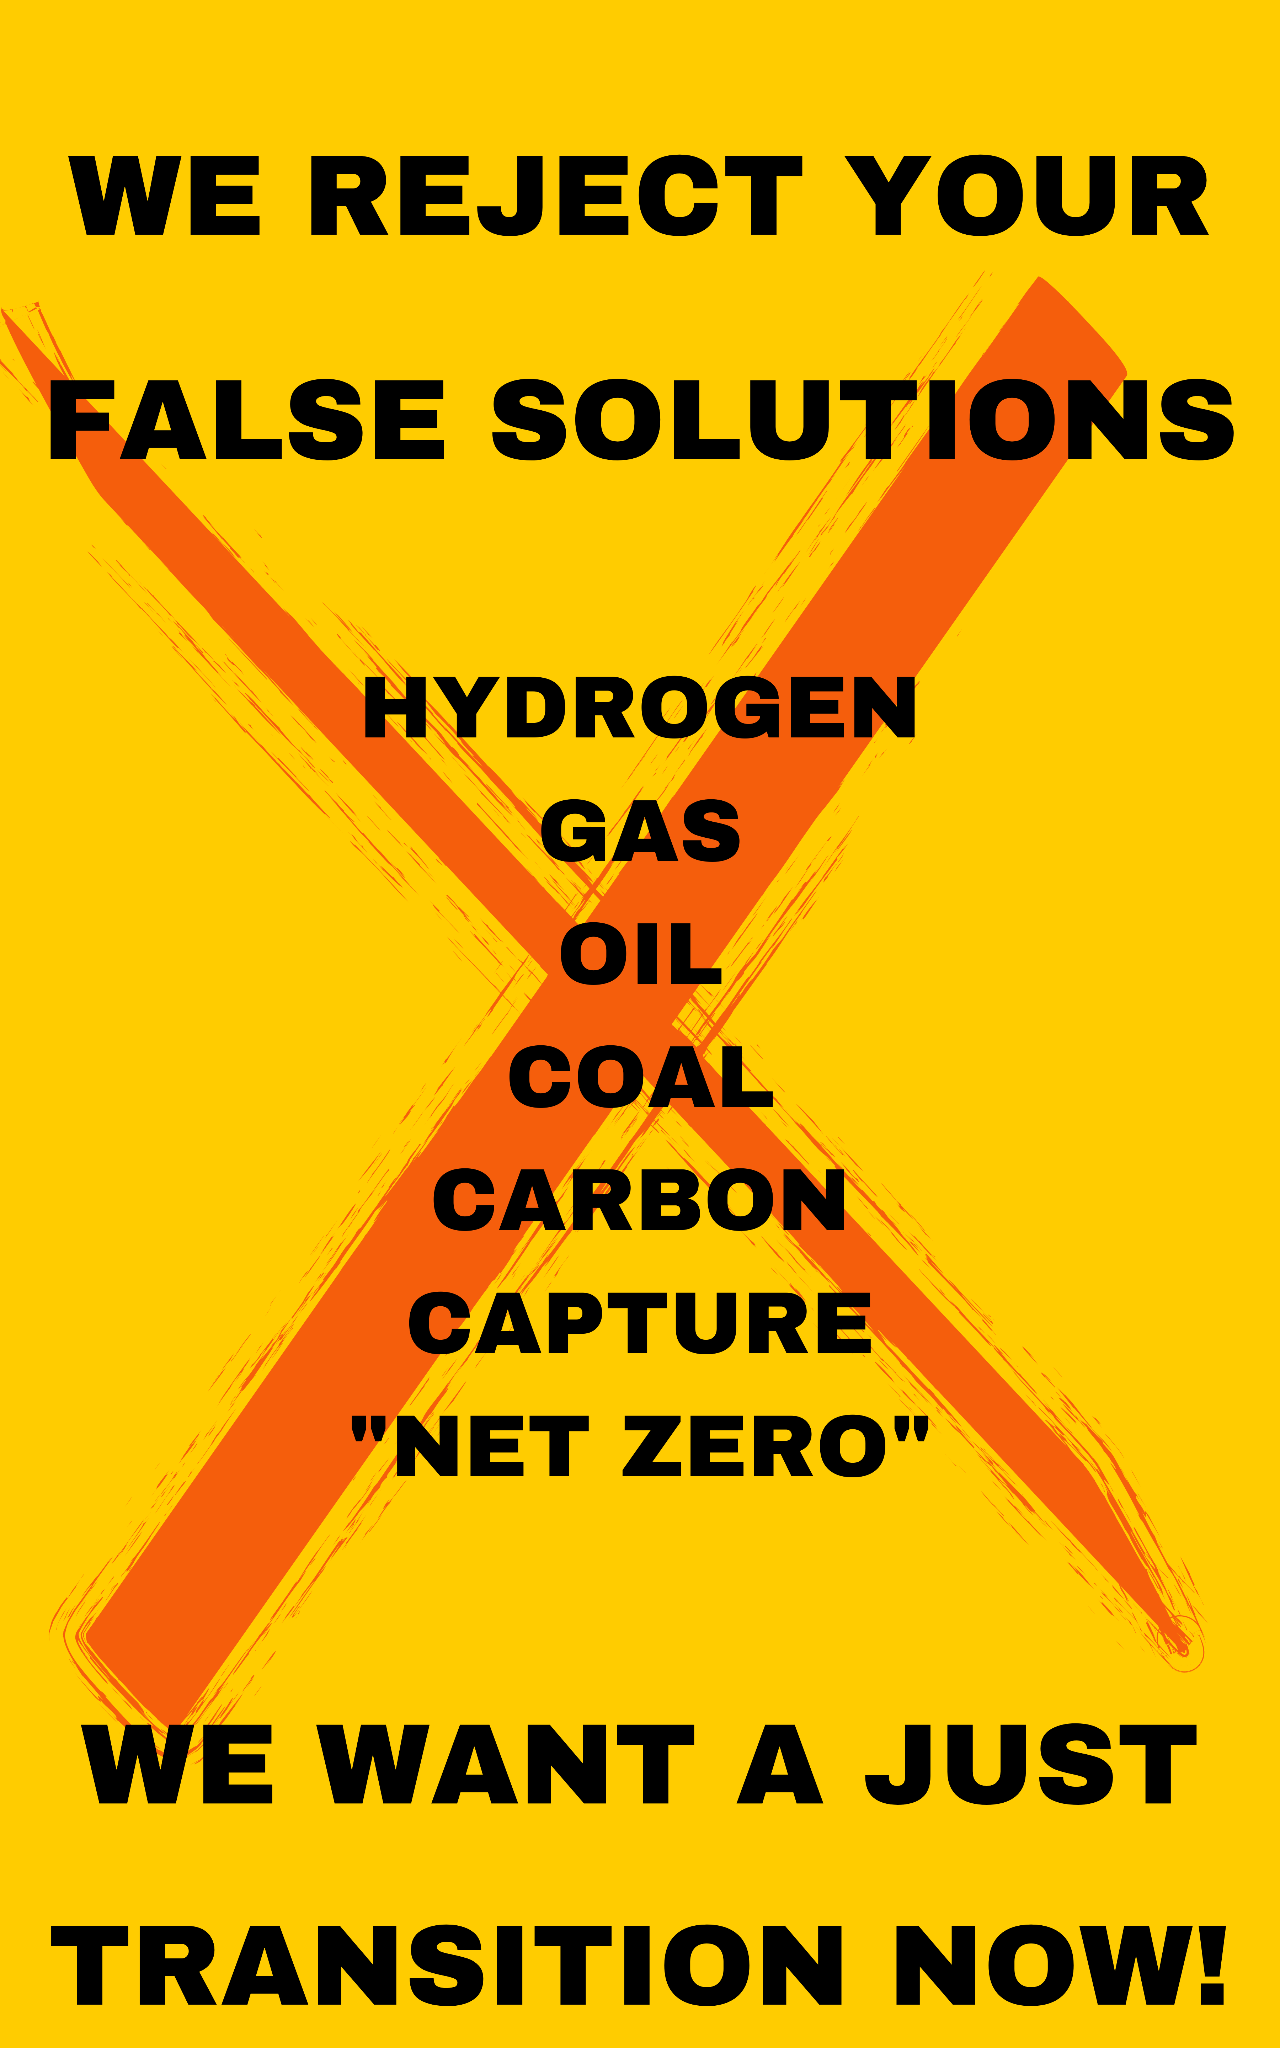 WE REJECT YOUR
FALSE SOLUTIONS
HYDROGEN
GAS
OIL
COAL
CARBON
CAPTURE
"NET ZERO"
WE WANT A JUST
TRANSITION NOW!